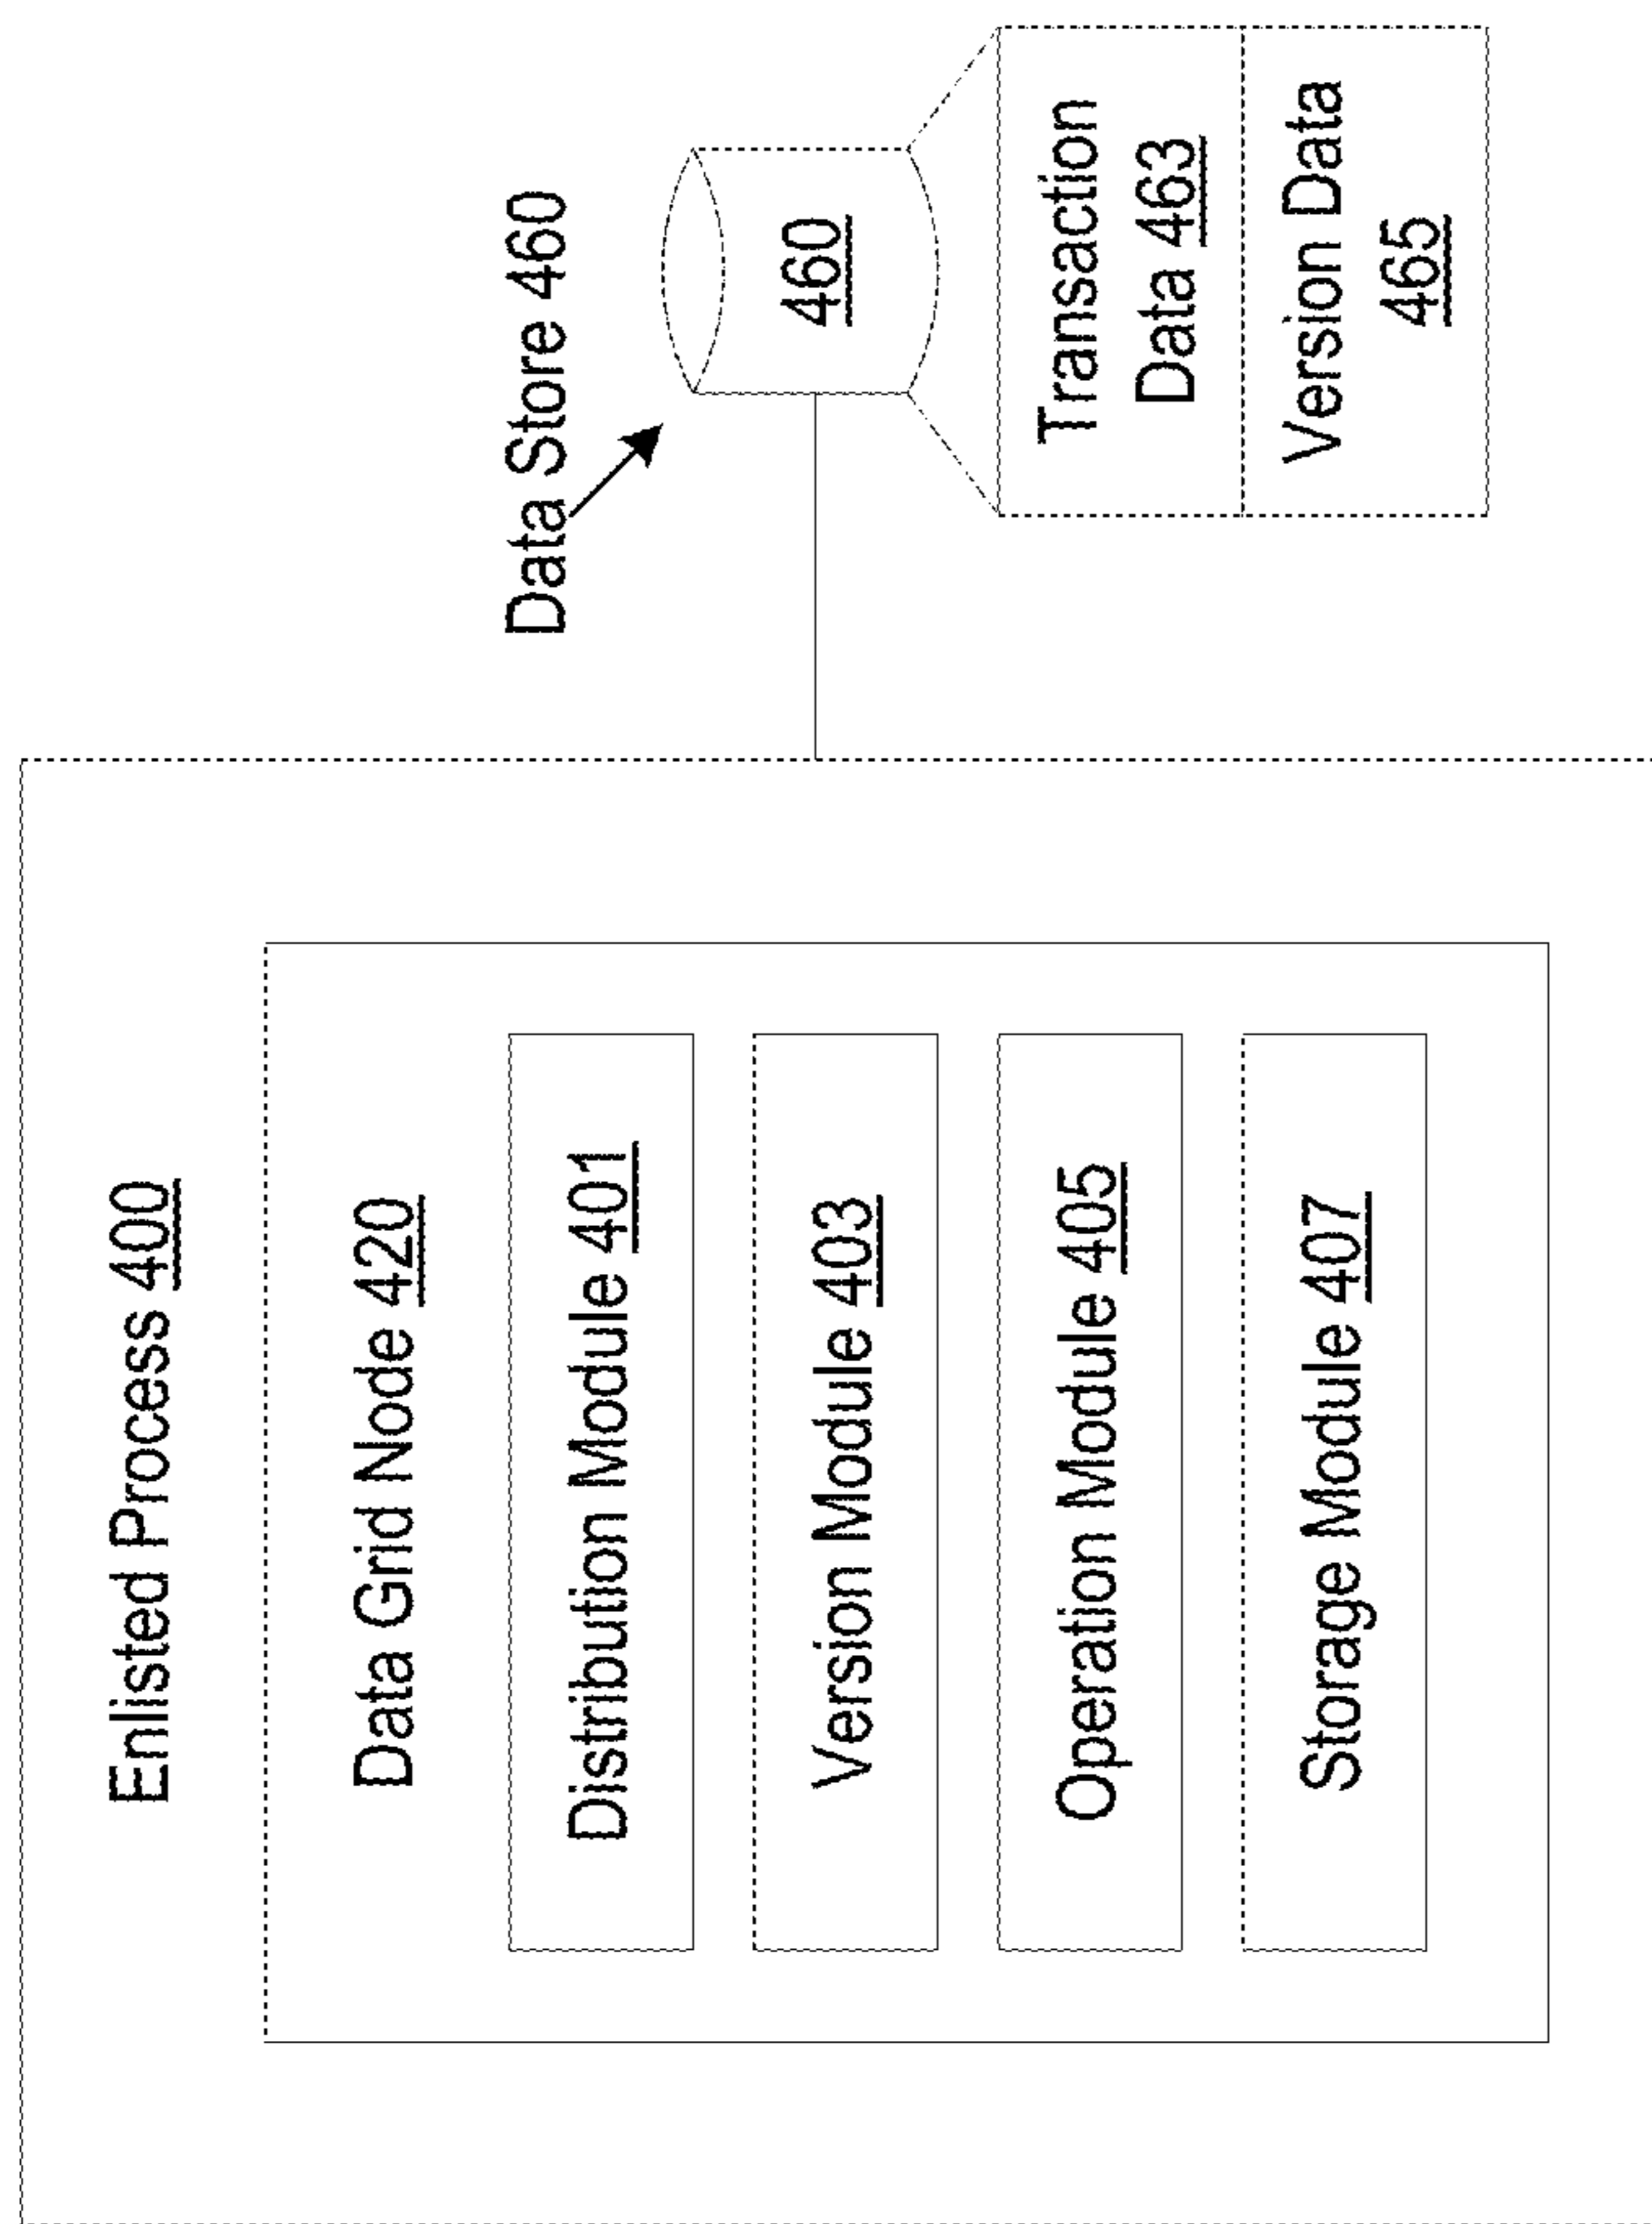 Enlisted Process 400
Data Grid Node 420
Distribution Module 401
Version Module 403
Operation Module 405
Storage Module 407
Data Store 460
460
Transaction
Data 463
Version Data
465